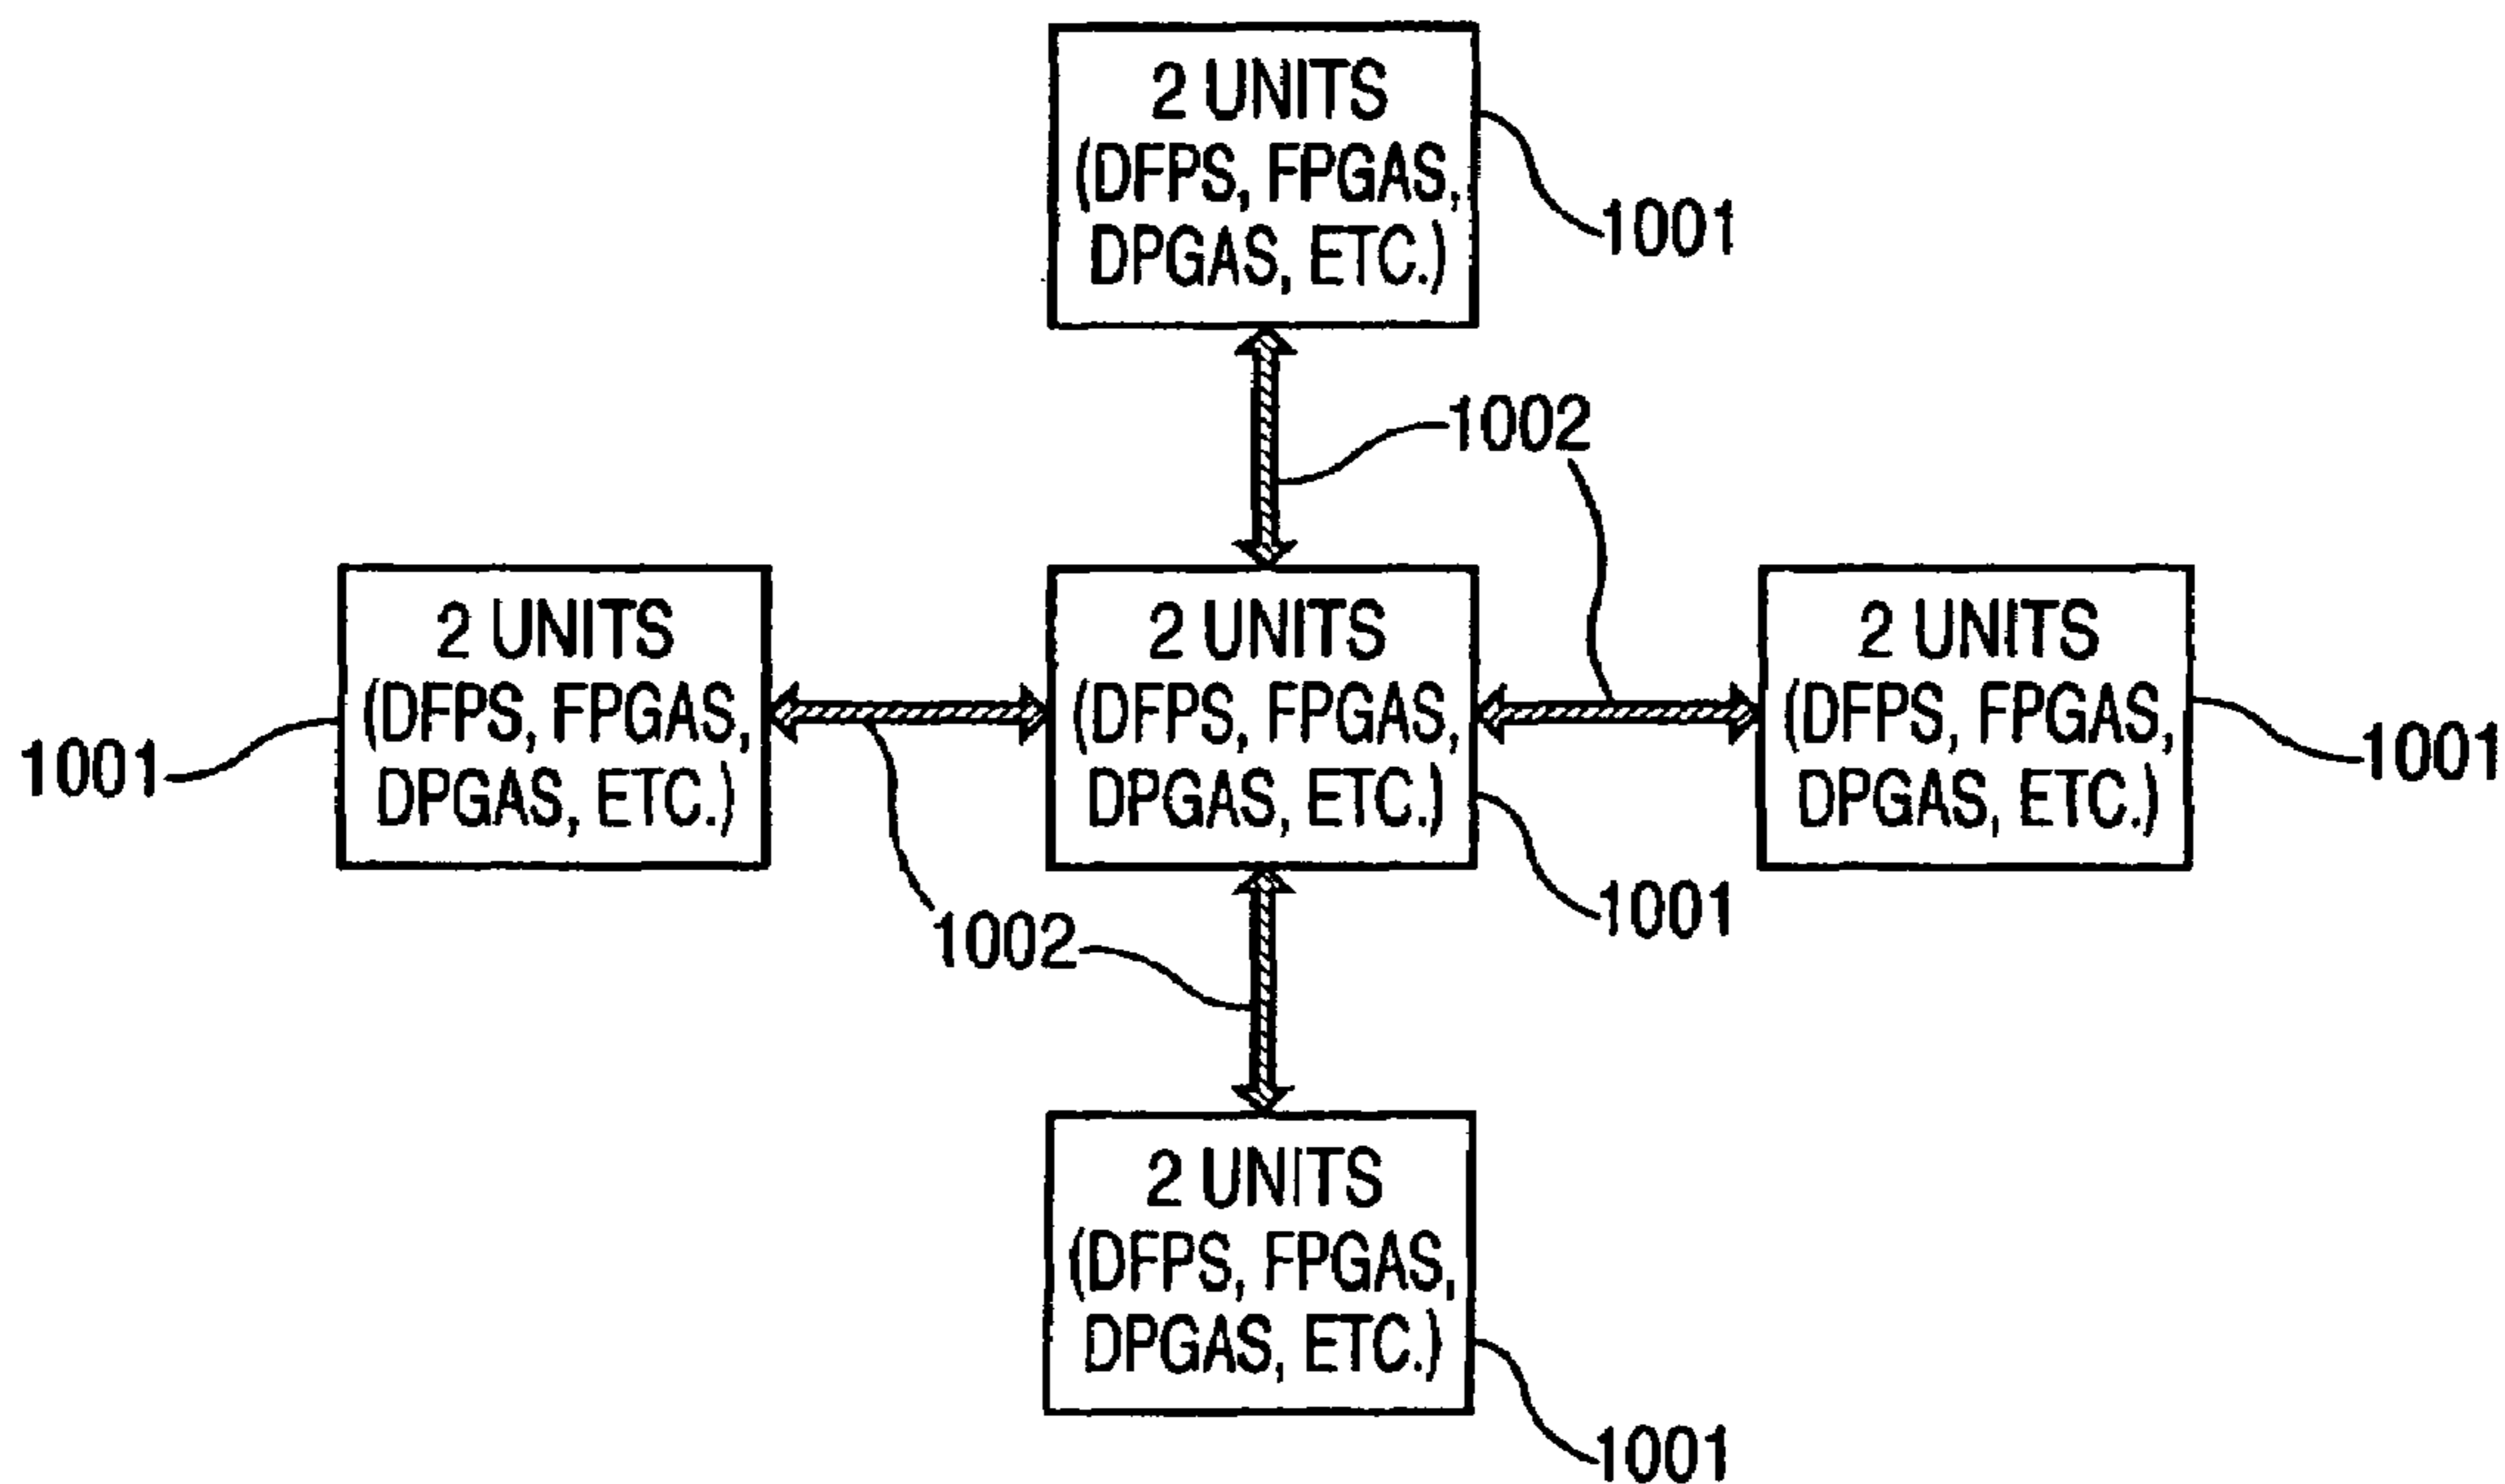 2 UNITS
(DFPS, FPGAS,
DPGAS, ETC.)
1001
1002
2 UNITS
(DFPS, FPGAS,
DPGAS, ETC.)
1001
2 UNITS
(DFPS, FPGAS,
DPGAS, ETC.)
1001
2 UNITS
(DFPS, FPGAS,
DPGAS, ETC.)
1001
1002
2 UNITS
(DFPS, FPGAS,
DPGAS, ETC.)
1001